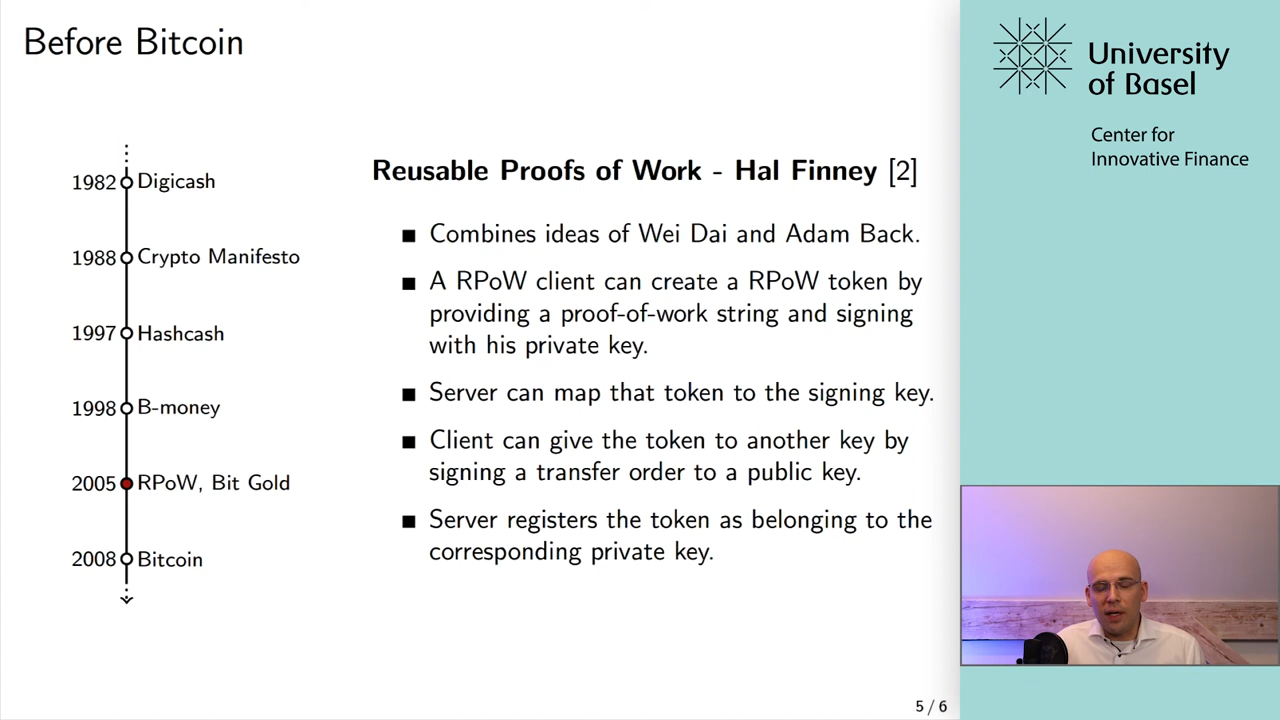 Before Bitcoin
1982 Digicash
1988 Crypto Manifesto
1997 Hashcash
1998 B-money
2005 RPoW, Bit Gold
2008 Bitcoin
Reusable Proofs of Work - Hal Finney [2]
Combines ideas of Wei Dai and Adam Back.
A RPoW client can create a RPoW token by
providing a proof-of-work string and signing
with his private key.
Server can map that token to the signing key.
Client can give the token to another key by
signing a transfer order to a public key.
Server registers the token as belonging to the
corresponding private key.
5 / 6
University
of Basel
Center for
Innovative Finance